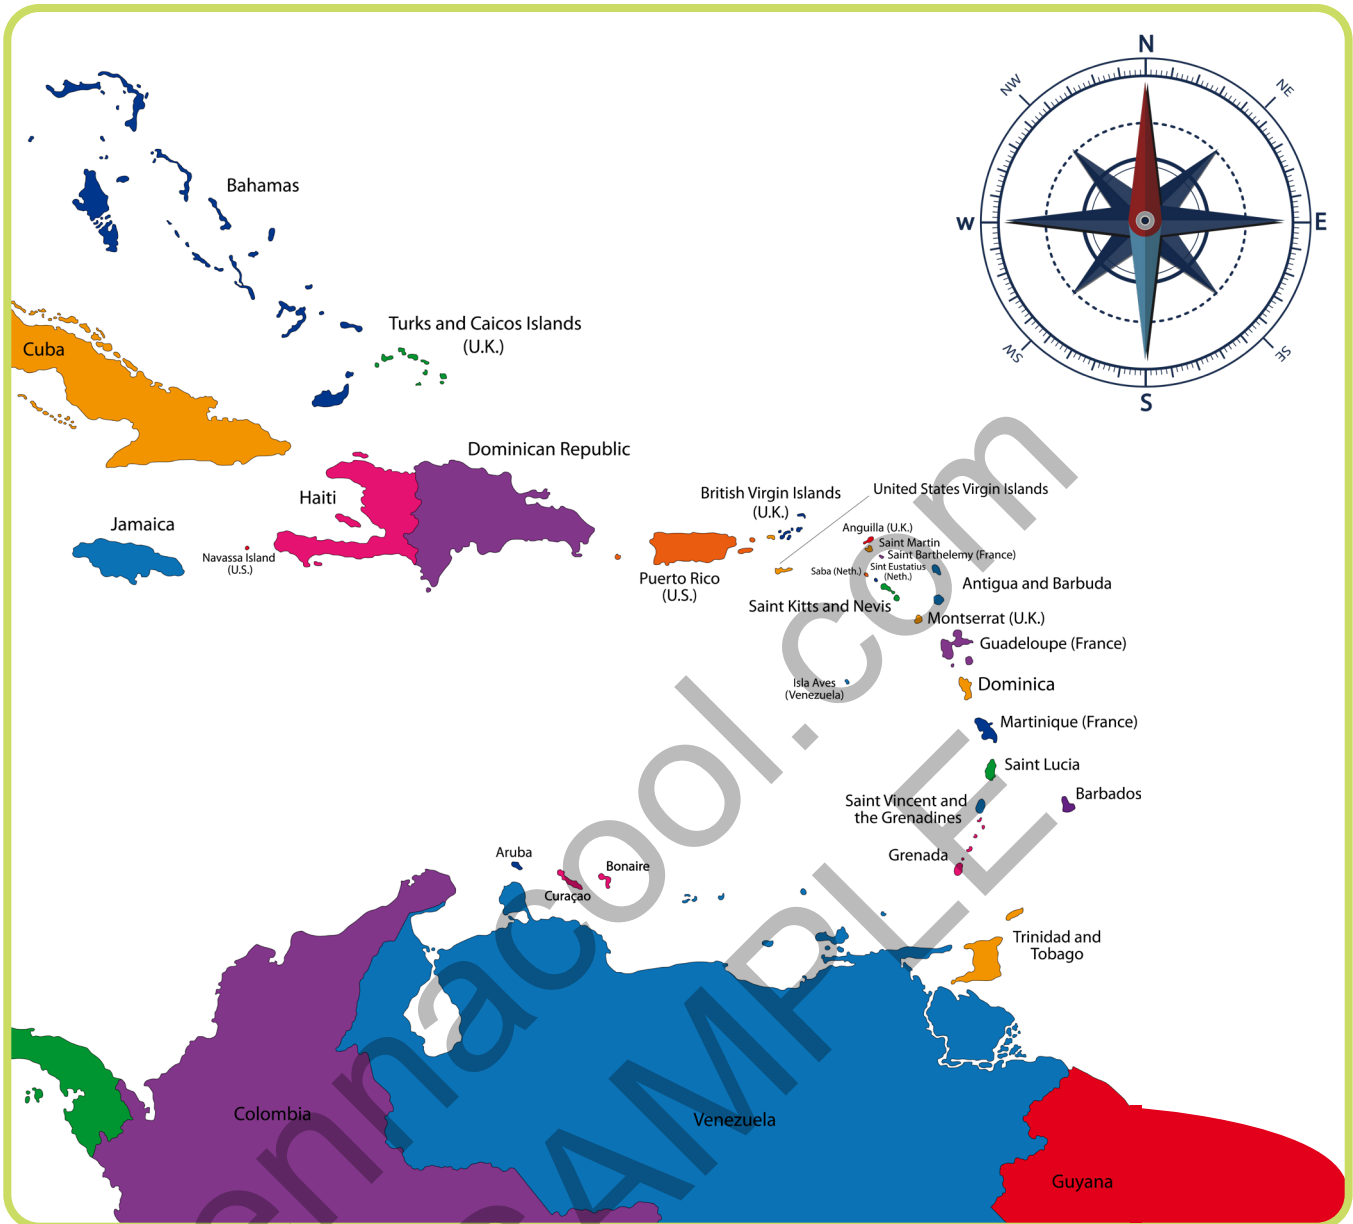 N
NW
NE
W
E
SW
SE
S
Bahamas
Turks and Caicos Islands
(U.K.)
Cuba
Dominican Republic
Haiti
Jamaica
Navassa Island
(U.S.)
Puerto Rico
(U.S.)
British Virgin Islands
(U.K.)
United States Virgin Islands
Anguilla (U.K.)
Saint Martin
Saint Barthelemy (France)
Sint Eustatius
(Neth.)
Saba (Neth.)
Antigua and Barbuda
Saint Kitts and Nevis
Montserrat (U.K.)
Guadeloupe (France)
Isla Aves
(Venezuela)
Dominica
Martinique (France)
Saint Lucia
Barbados
Saint Vincent and
the Grenadines
Grenada
Aruba
Bonaire
Curaçao
Trinidad and
Tobago
Colombia
Venezuela
Guyana
ennacool.com
AMPLE